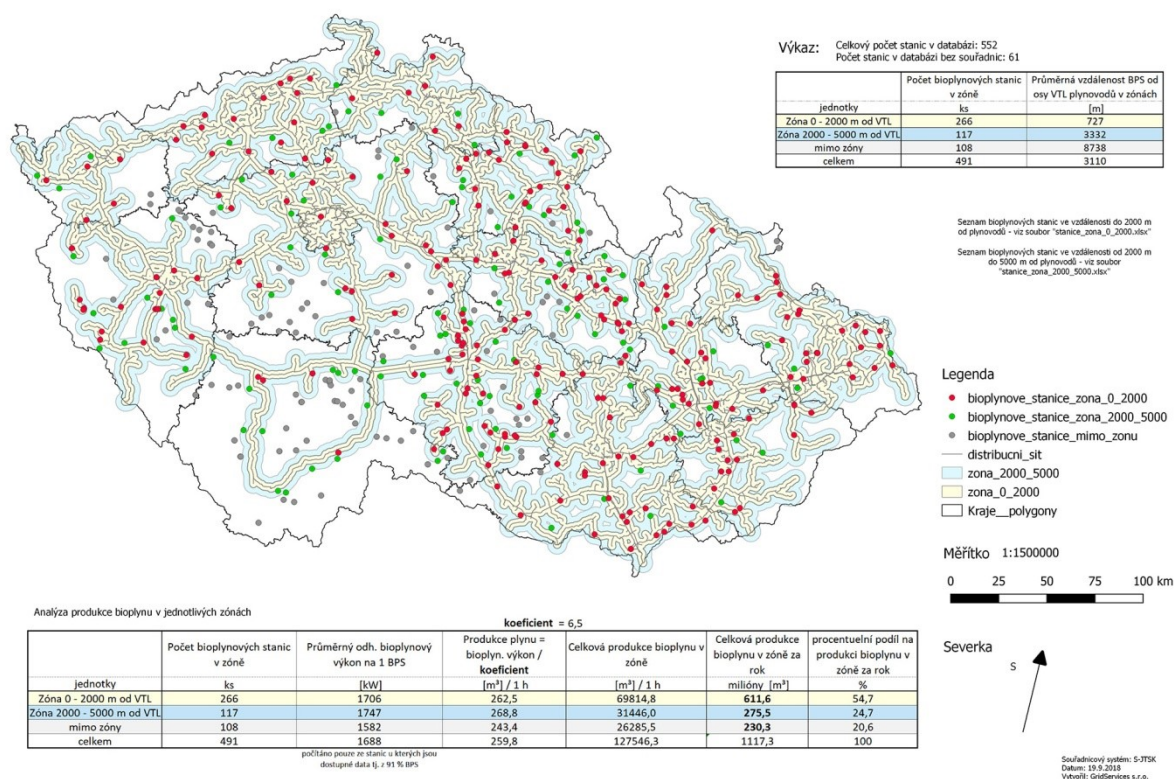 Výkaz: Celkový počet stanic v databázi: 552
Počet stanic v databázi bez souřadnic: 61
Počet bioplynových stanic v zóně Průměrná vzdálenost BPS od osy VTL plynovodů v zónách
jednotky ks [m]
Zóna 0 - 2000 m od VTL 266 727
Zóna 2000 - 5000 m od VTL 117 3332
mimo zóny 108 8738
celkem 491 3110
Seznam bioplynových stanic ve vzdálenosti do 2000 m
od plynovodů - viz soubor "stanice_zona_0_2000.xlsx"
Seznam bioplynových stanic ve vzdálenosti od 2000 m
do 5000 m od plynovodů - viz soubor
"stanice_zona_2000_5000.xlsx"
Legenda
bioplynove_stanice_zona_0_2000
bioplynove_stanice_zona_2000_5000
bioplynove_stanice_mimo_zonu
distribucni_sit
zona_2000_5000
zona_0_2000
Kraje__polygony
Měřítko 1:1500000
0 25 50 75 100 km
Severka
S
Analýza produkce bioplynu v jednotlivých zónách
koeficient = 6,5
Počet bioplynových stanic v zóně Průměrný odh. bioplynový výkon na 1 BPS Produkce plynu = bioplyn. výkon / koeficient Celková produkce bioplynu v zóně Celková produkce bioplynu v zóně za rok procentuelní podíl na produkci bioplynu v zóně za rok
jednotky ks [kW] [m³] / 1 h [m³] / 1 h milióny [m³] %
Zóna 0 - 2000 m od VTL 266 1706 262,5 69814,8 611,6 54,7
Zóna 2000 - 5000 m od VTL 117 1747 268,8 31446,0 275,5 24,7
mimo zóny 108 1582 243,4 26285,5 230,3 20,6
celkem 491 1688 259,8 127546,3 1117,3 100
počítáno pouze ze stanic u kterých jsou
dostupné data tj. z 91 % BPS
Souřadnicový systém: S-JTSK
Datum: 19.9.2018
Vytvořil: GridServices s.r.o.